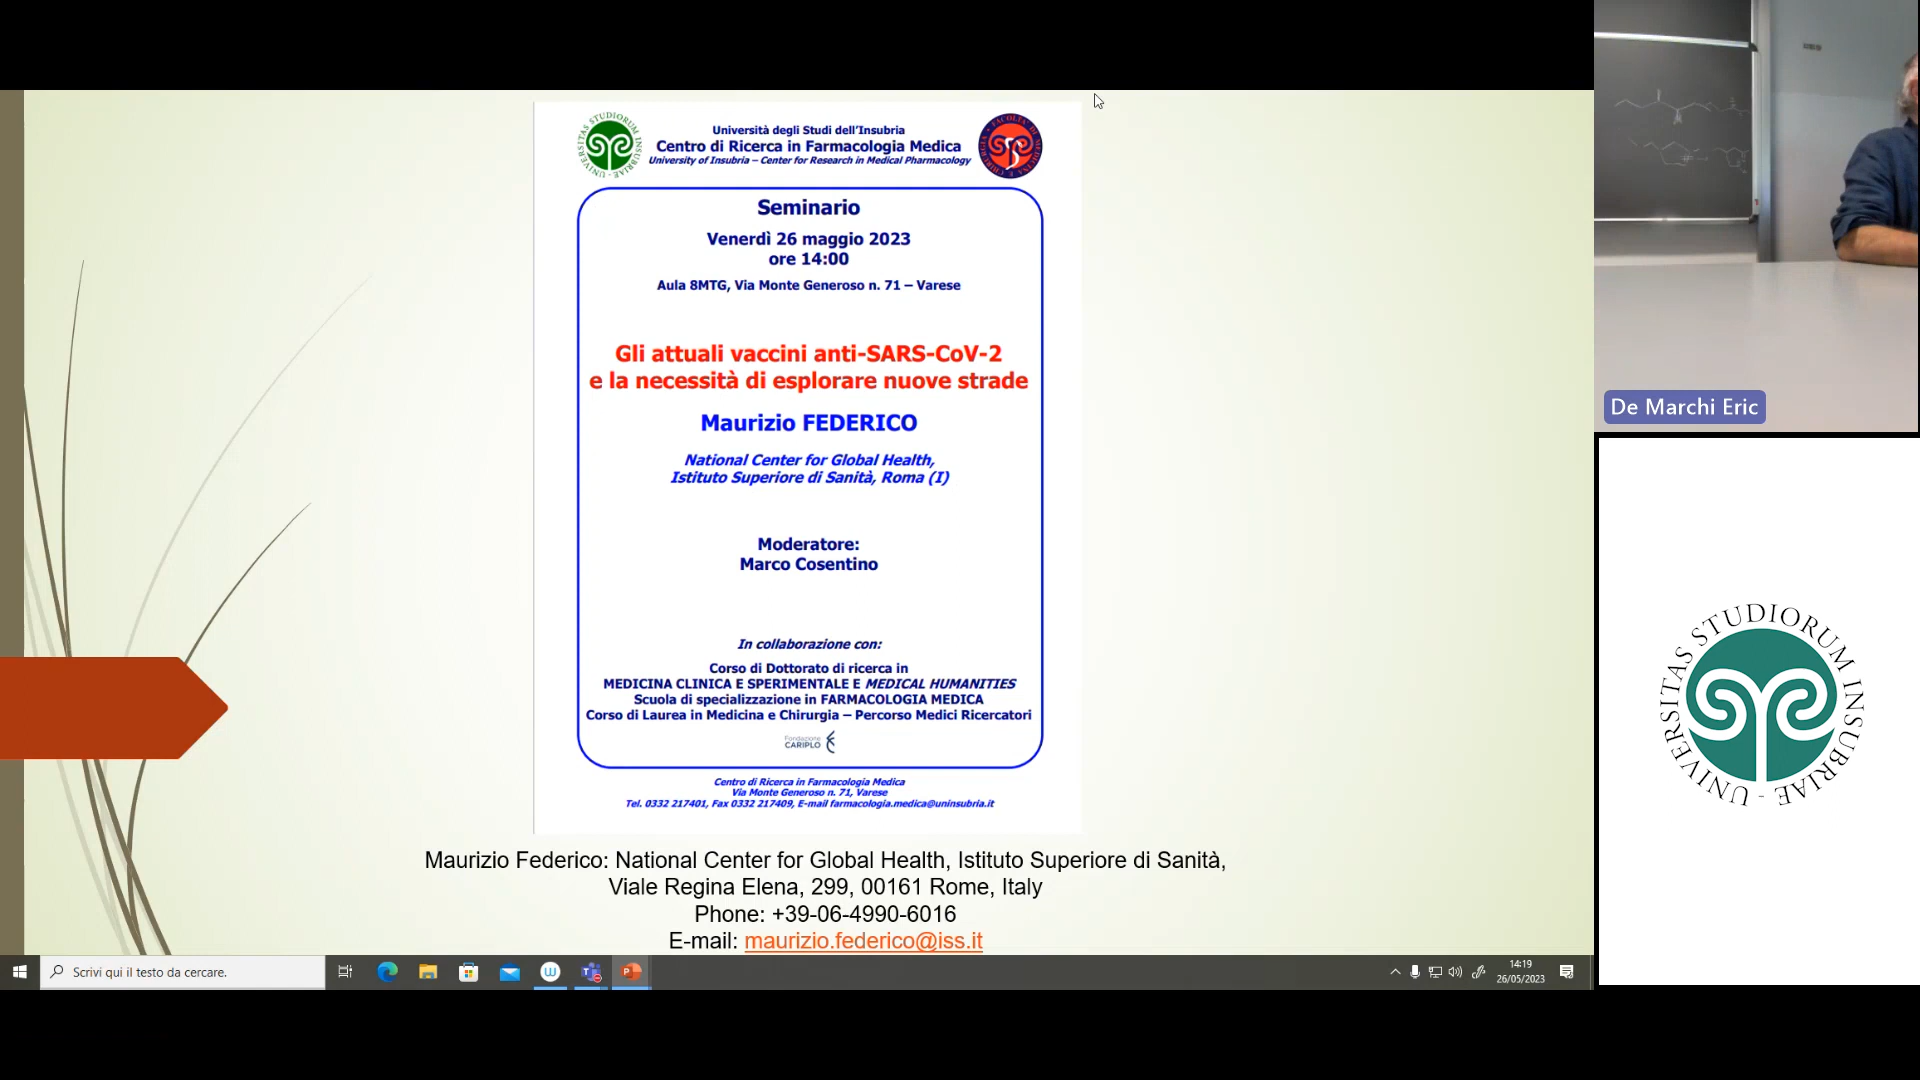 Università degli Studi dell'Insubria
Centro di Ricerca in Farmacologia Medica
University of Insubria – Center for Research in Medical Pharmacology
UNIVERSITAS STUDIORUM INSUBRIAE
Seminario
Venerdì 26 maggio 2023
ore 14:00
Aula 8MTG, Via Monte Generoso n. 71 – Varese
Gli attuali vaccini anti-SARS-CoV-2
e la necessità di esplorare nuove strade
Maurizio FEDERICO
National Center for Global Health,
Istituto Superiore di Sanità, Roma (I)
Moderatore:
Marco Cosentino
In collaborazione con:
Corso di Dottorato di ricerca in
MEDICINA CLINICA E SPERIMENTALE E MEDICAL HUMANITIES
Scuola di specializzazione in FARMACOLOGIA MEDICA
Corso di Laurea in Medicina e Chirurgia – Percorso Medici Ricercatori
Fondazione
CARIPLO
Centro di Ricerca in Farmacologia Medica
Via Monte Generoso n. 71, Varese
Tel. 0332 217401, Fax 0332 217409, E-mail farmacologia.medica@uninsubria.it
Maurizio Federico: National Center for Global Health, Istituto Superiore di Sanità,
Viale Regina Elena, 299, 00161 Rome, Italy
Phone: +39-06-4990-6016
E-mail: maurizio.federico@iss.it
Scrivi qui il testo da cercare.
14:19
26/05/2023
De Marchi Eric
UNIVERSITAS STUDIORUM INSUBRIAE